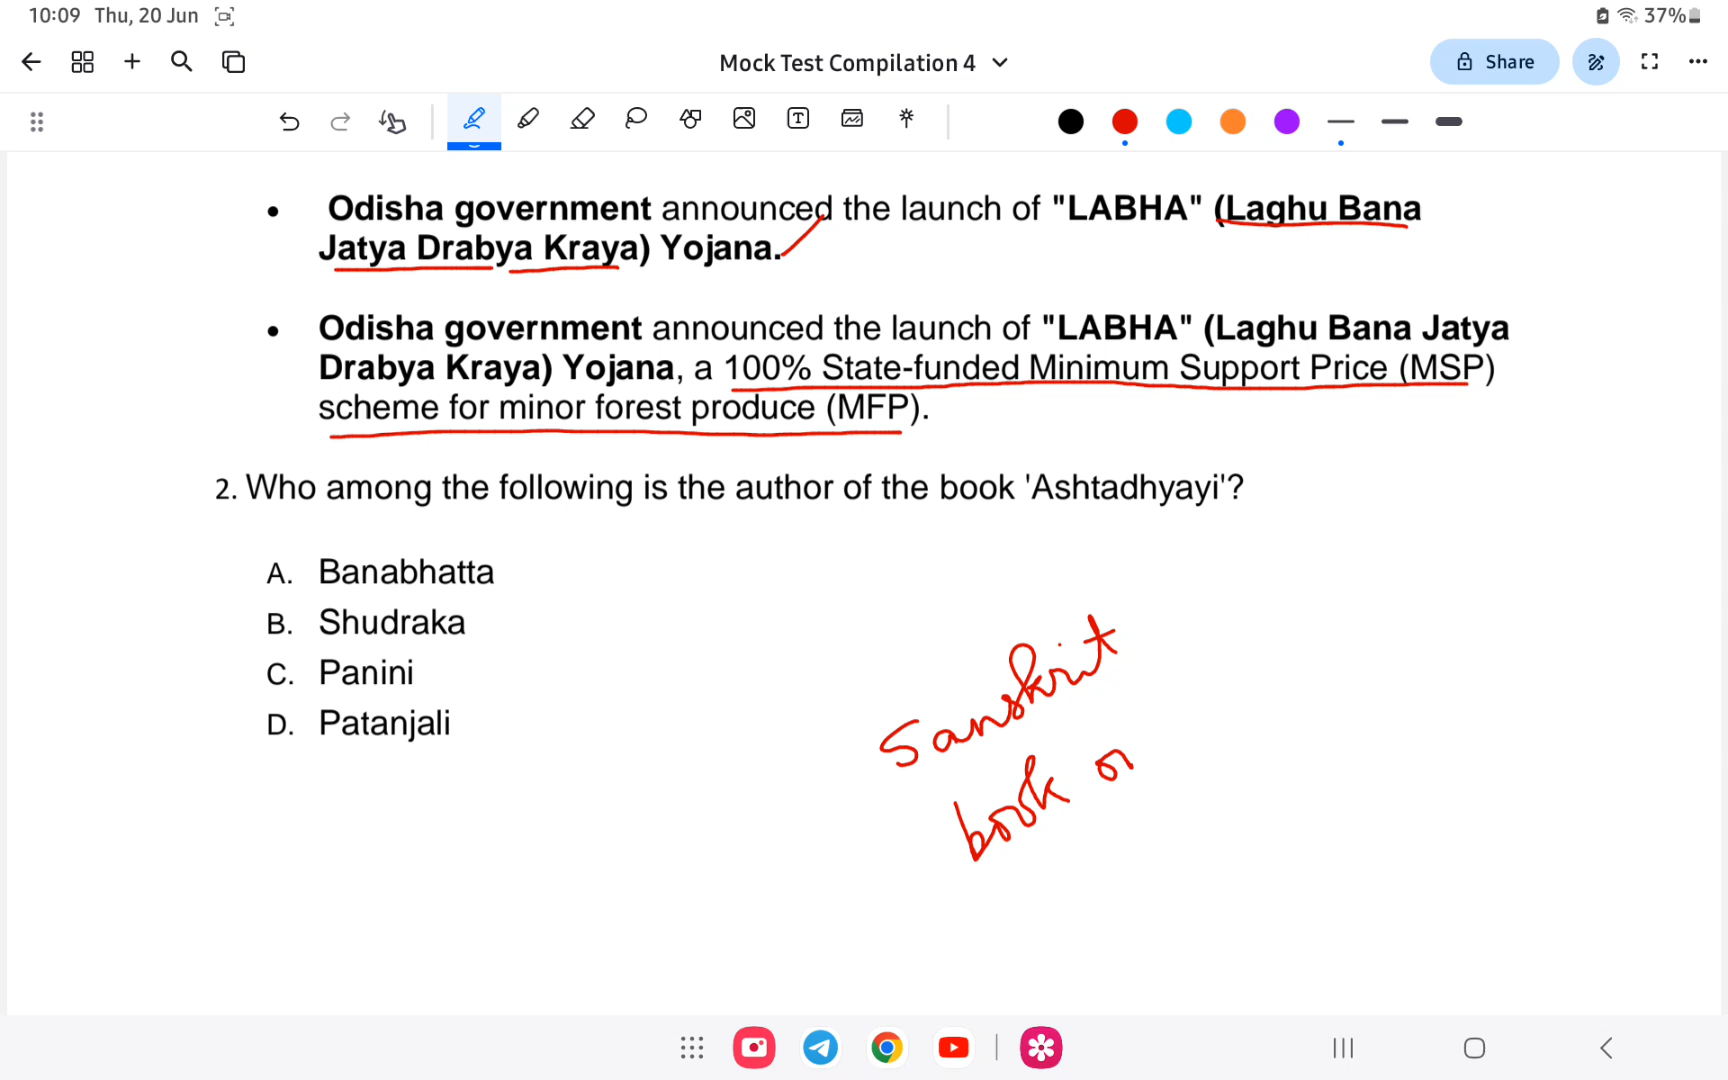 10:09 Thu, 20 Jun
37%
Mock Test Compilation 4
Share
• Odisha government announced the launch of "LABHA" (Laghu Bana
Jatya Drabya Kraya) Yojana.
• Odisha government announced the launch of "LABHA" (Laghu Bana Jatya
Drabya Kraya) Yojana, a 100% State-funded Minimum Support Price (MSP)
scheme for minor forest produce (MFP).
2. Who among the following is the author of the book 'Ashtadhyayi'?
A. Banabhatta
B. Shudraka
C. Panini
D. Patanjali
Sanskrit
book on